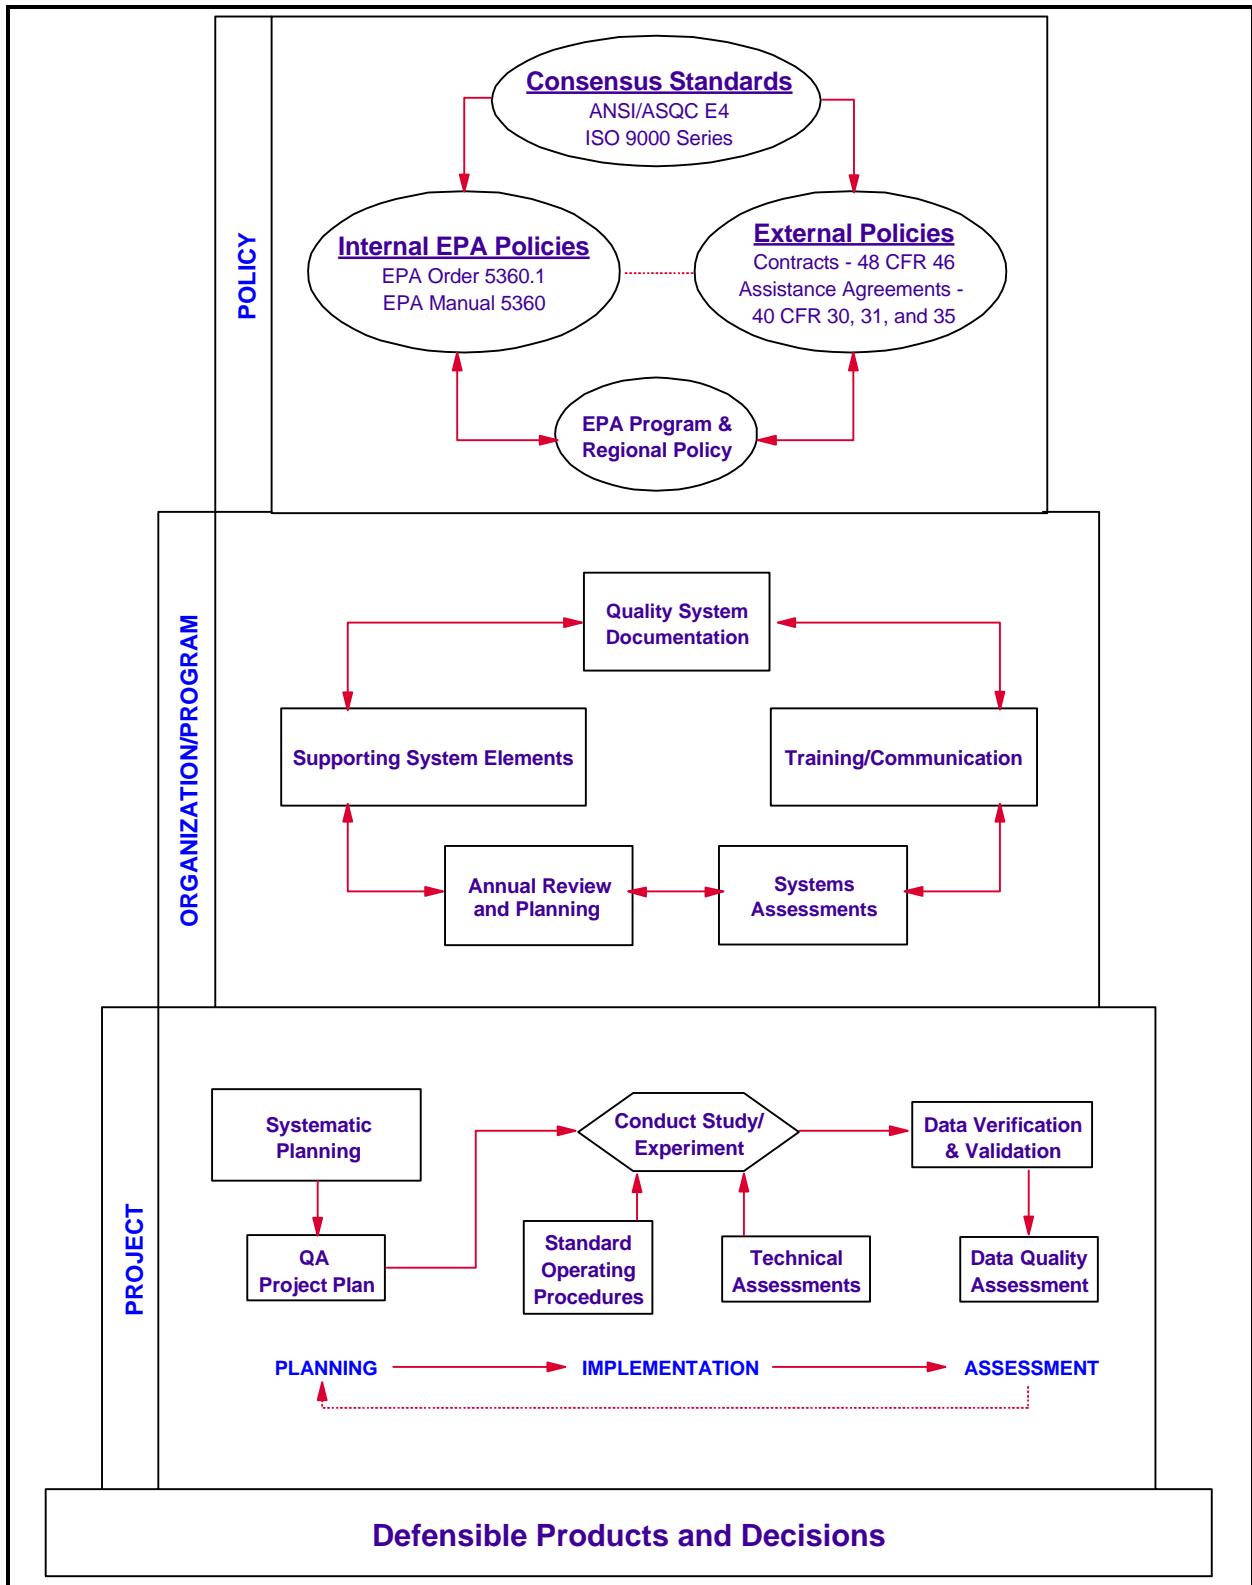 POLICY
Consensus Standards
ANSI/ASQC E4
ISO 9000 Series
Internal EPA Policies
EPA Order 5360.1
EPA Manual 5360
External Policies
Contracts - 48 CFR 46
Assistance Agreements -
40 CFR 30, 31, and 35
EPA Program &
Regional Policy
ORGANIZATION/PROGRAM
Quality System
Documentation
Supporting System Elements
Training/Communication
Annual Review
and Planning
Systems
Assessments
PROJECT
Systematic
Planning
QA
Project Plan
Conduct Study/
Experiment
Standard
Operating
Procedures
Technical
Assessments
Data Verification
& Validation
Data Quality
Assessment
PLANNING
IMPLEMENTATION
ASSESSMENT
Defensible Products and Decisions